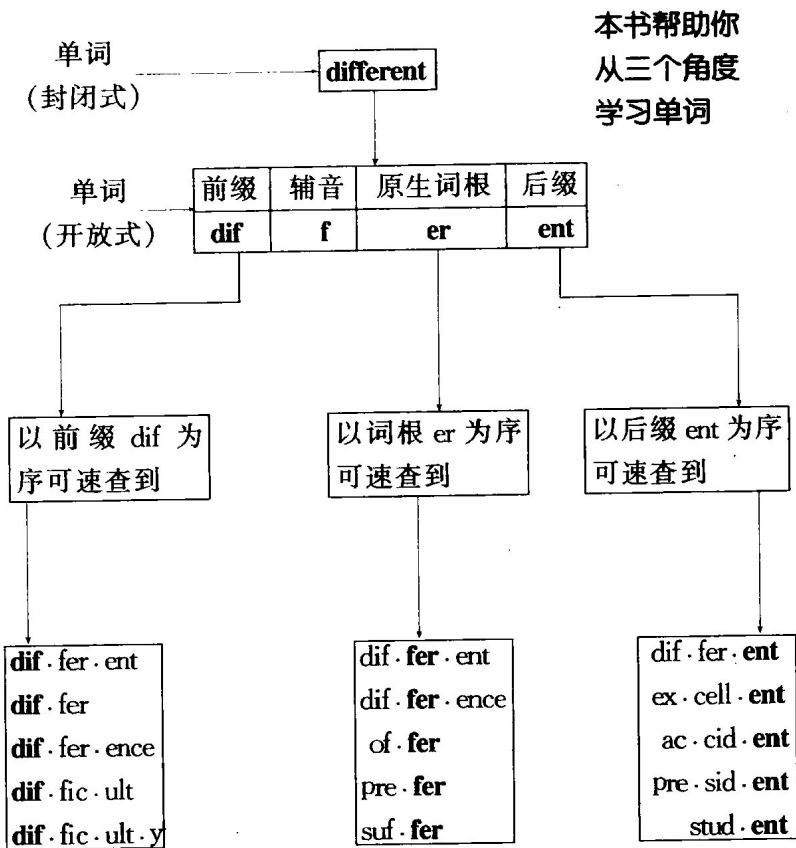 本书帮助你
从三个角度
学习单词
单词
(封闭式)
different
单词
(开放式)
前缀 辅音 原生词根 后缀
dif f er ent
以前缀 dif 为
序可速查到
以词根 er 为序
可速查到
以后缀 ent 为序
可速查到
dif·fer·ent
dif·fer
dif·fer·ence
dif·fic·ult
dif·fic·ult·y
dif·fer·ent
dif·fer·ence
of·fer
pre·fer
suf·fer
dif·fer·ent
ex·cell·ent
ac·cid·ent
pre·sid·ent
stud·ent